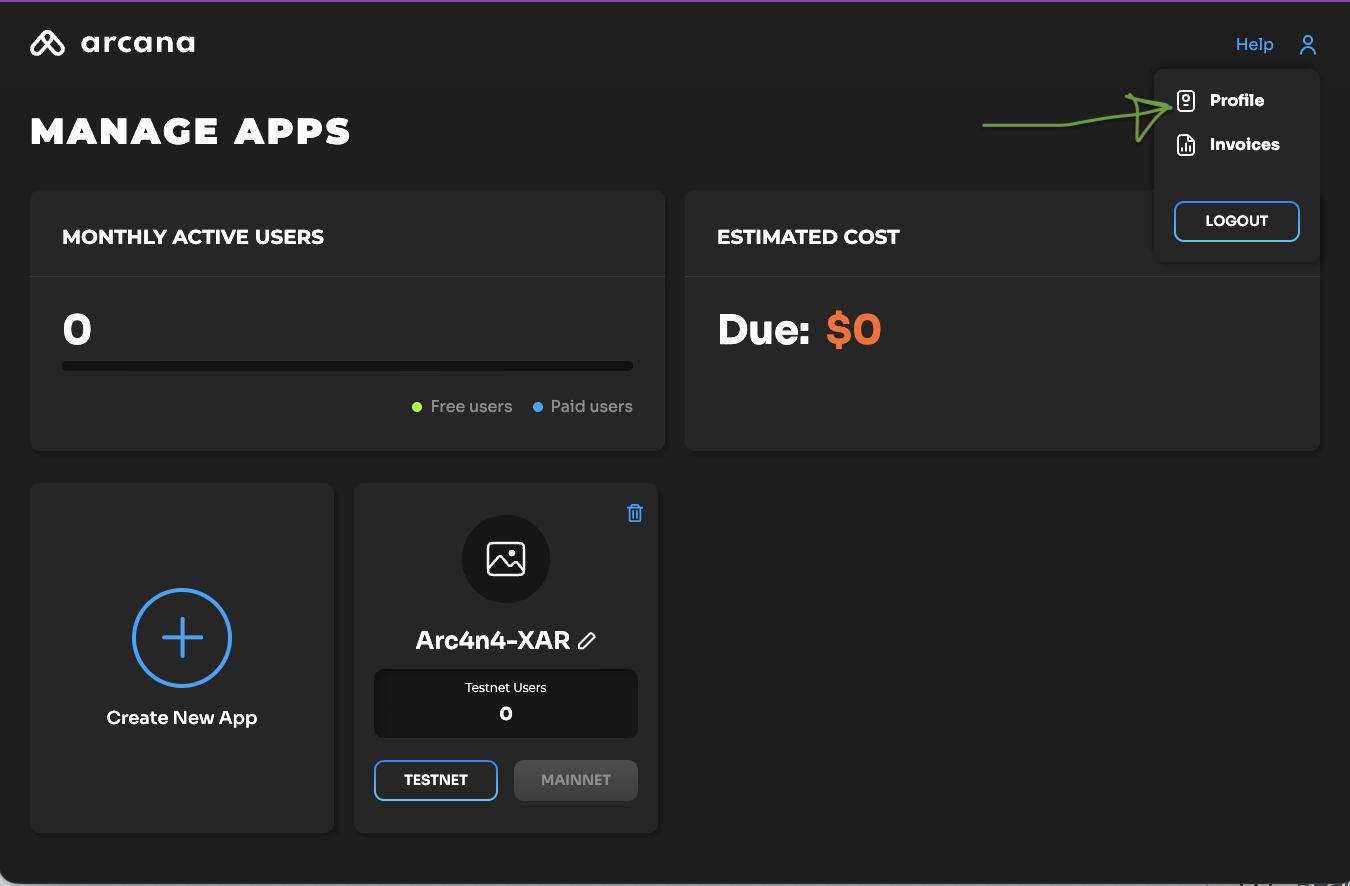 arcana
Help
Profile
Invoices
LOGOUT
MANAGE APPS
MONTHLY ACTIVE USERS
0
Free users
Paid users
ESTIMATED COST
Due: $0
Create New App
Arc4n4-XAR
Testnet Users
0
TESTNET
MAINNET